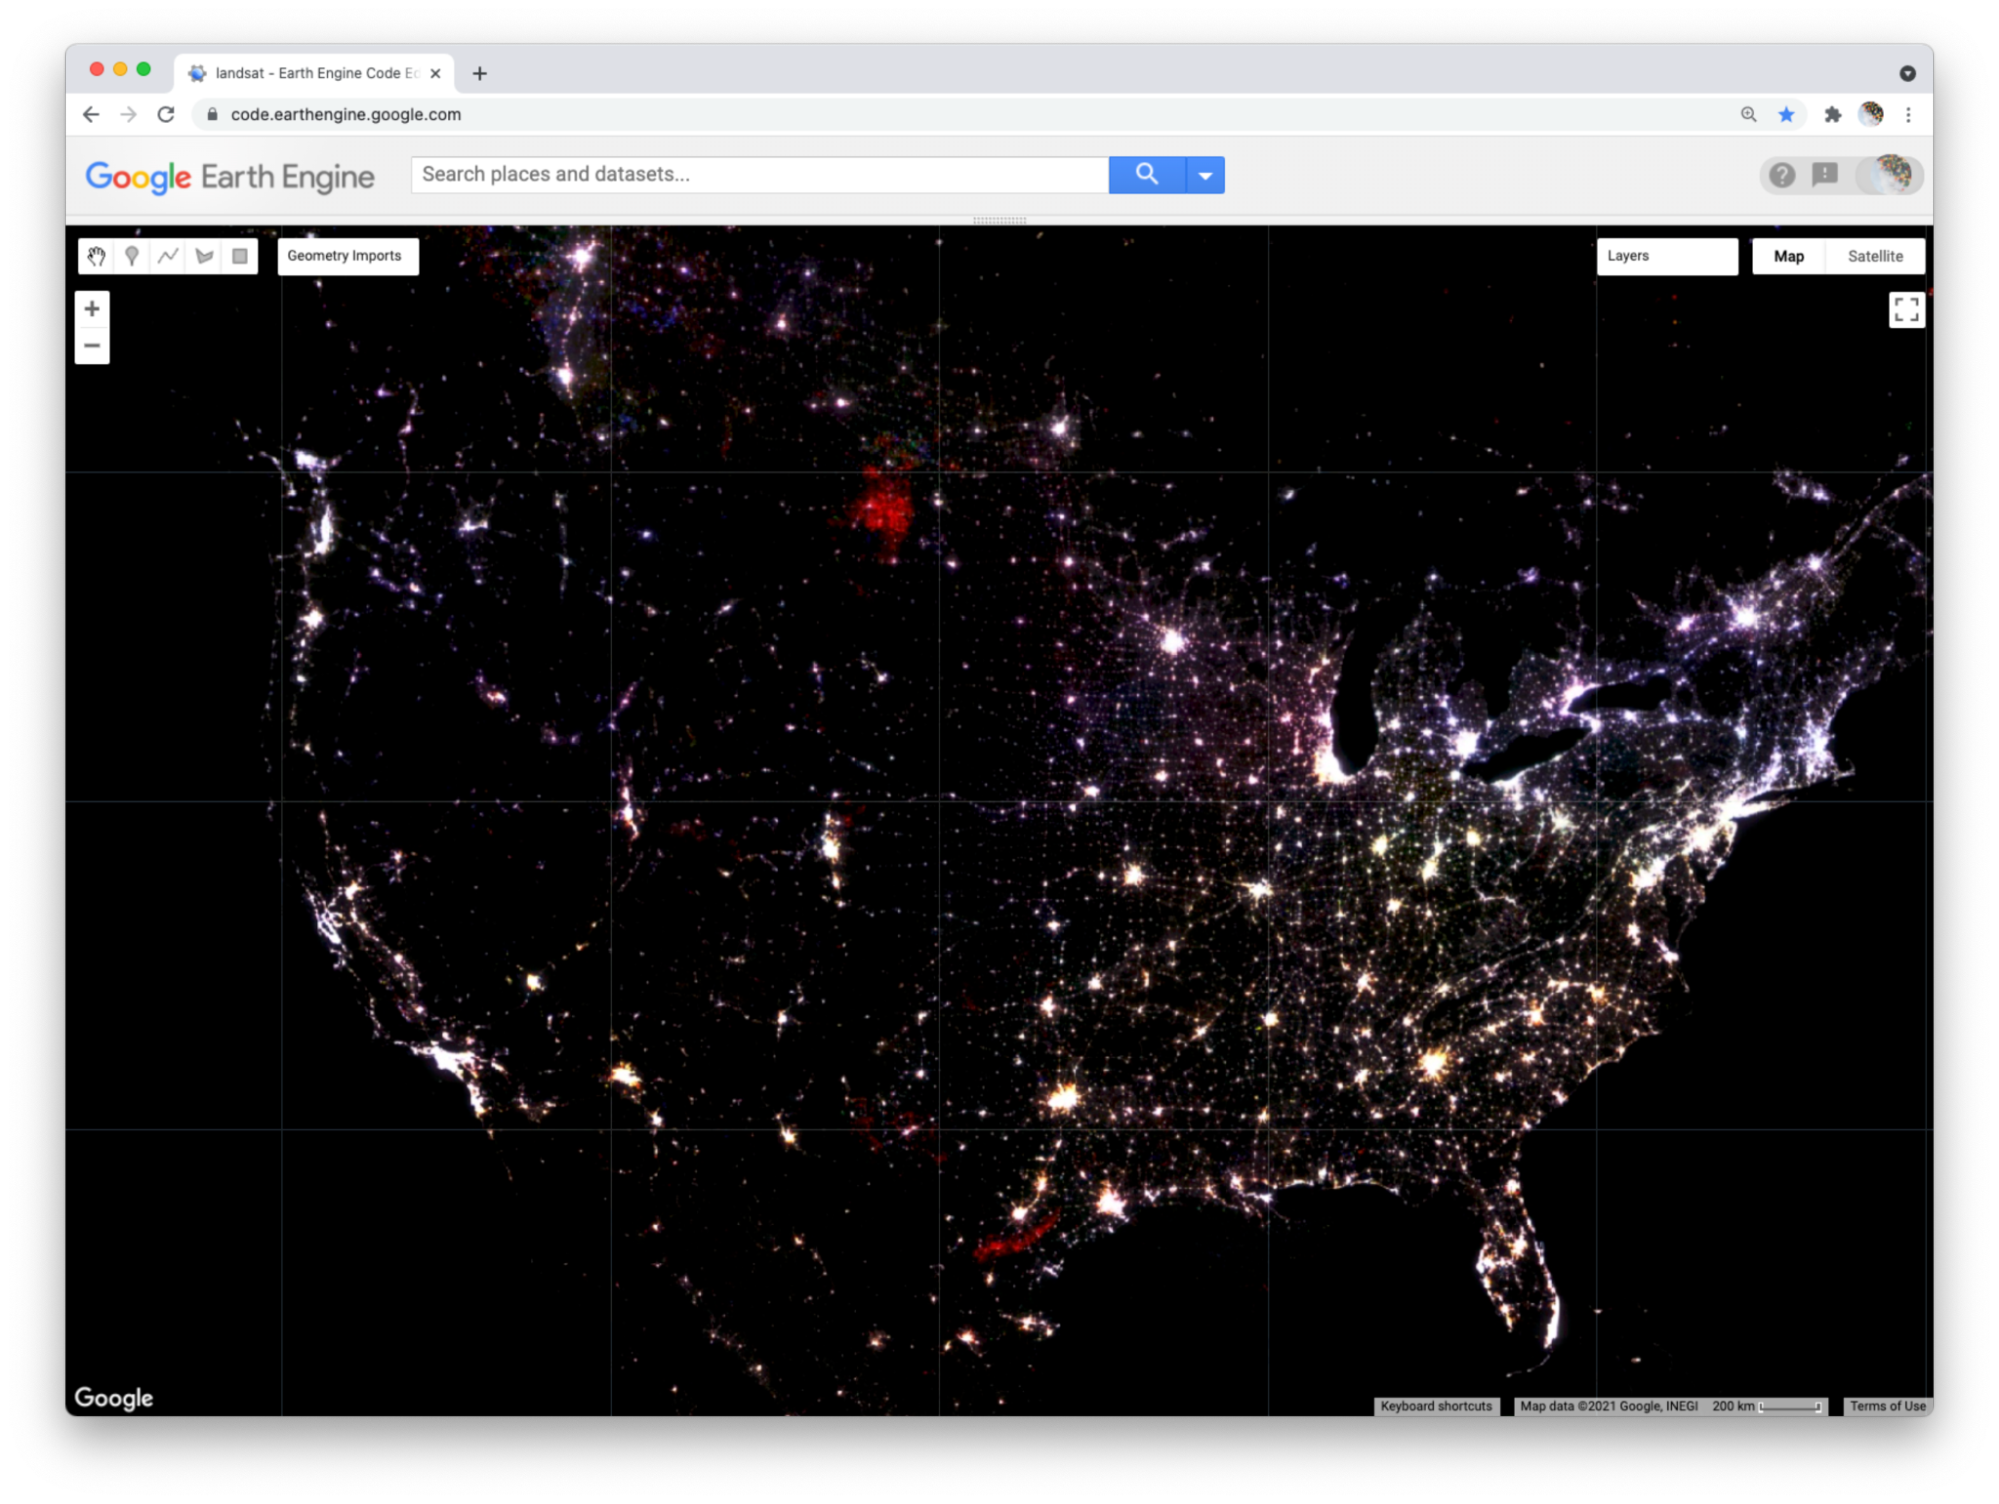 landsat - Earth Engine Code Ed
code.earthengine.google.com
Google Earth Engine
Search places and datasets...
Geometry Imports
Layers
Map
Satellite
Google
Keyboard shortcuts
Map data ©2021 Google, INEGI
200 km
Terms of Use